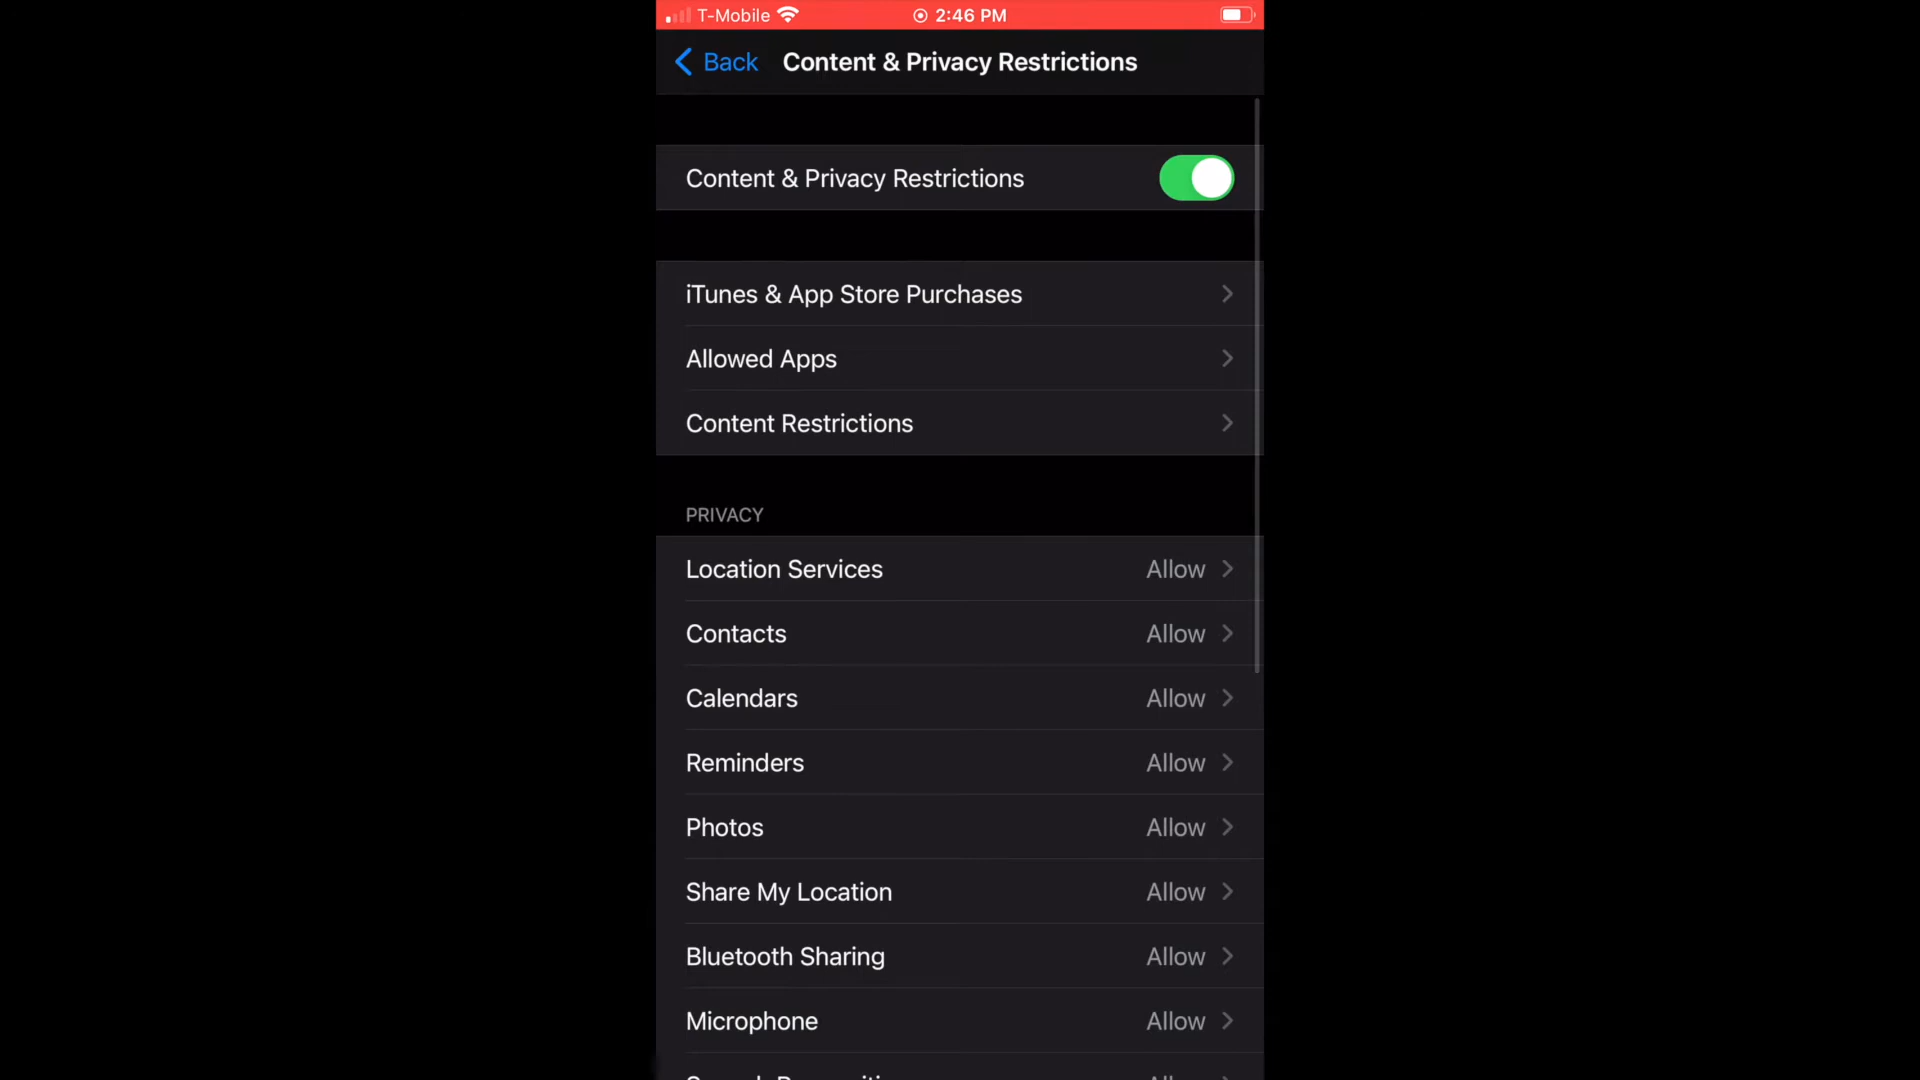 T-Mobile 2:46 PM
Back Content & Privacy Restrictions
Content & Privacy Restrictions
iTunes & App Store Purchases
Allowed Apps
Content Restrictions
PRIVACY
Location Services Allow
Contacts Allow
Calendars Allow
Reminders Allow
Photos Allow
Share My Location Allow
Bluetooth Sharing Allow
Microphone Allow